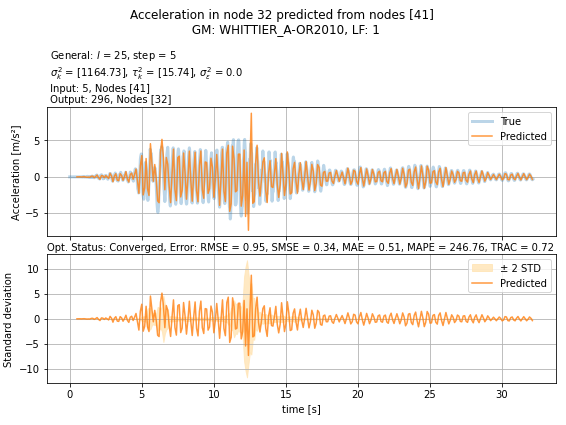 Acceleration in node 32 predicted from nodes [41]
GM: WHITTIER_A-OR2010, LF: 1
General: l = 25, step = 5
σ²ₖ = [1164.73], τ²ₖ = [15.74], σ²ε = 0.0
Input: 5, Nodes [41]
Output: 296, Nodes [32]
Acceleration [m/s²]
5
0
−5
True
Predicted
Opt. Status: Converged, Error: RMSE = 0.95, SMSE = 0.34, MAE = 0.51, MAPE = 246.76, TRAC = 0.72
Standard deviation
10
5
0
−5
−10
± 2 STD
Predicted
0 5 10 15 20 25 30
time [s]